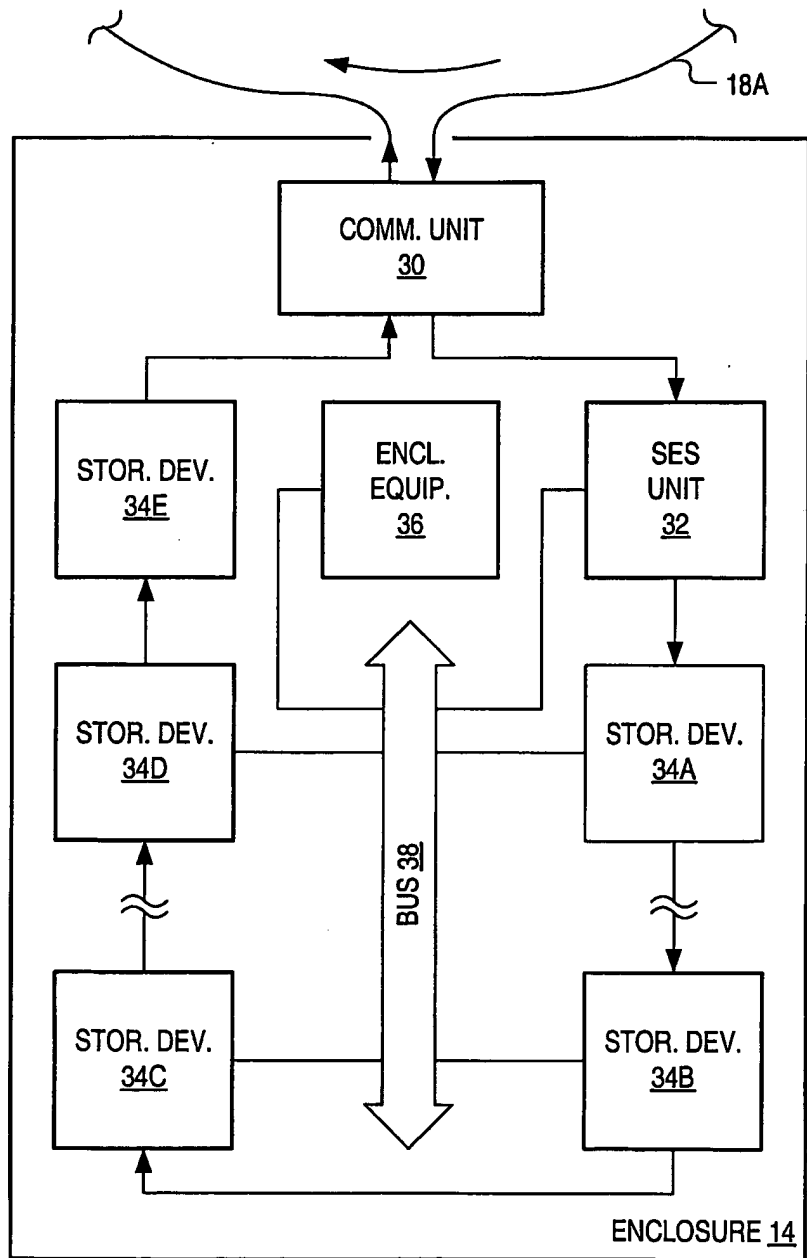 18A
COMM. UNIT
30
STOR. DEV.
34E
ENCL.
EQUIP.
36
SES
UNIT
32
STOR. DEV.
34D
STOR. DEV.
34A
BUS 38
STOR. DEV.
34C
STOR. DEV.
34B
ENCLOSURE 14